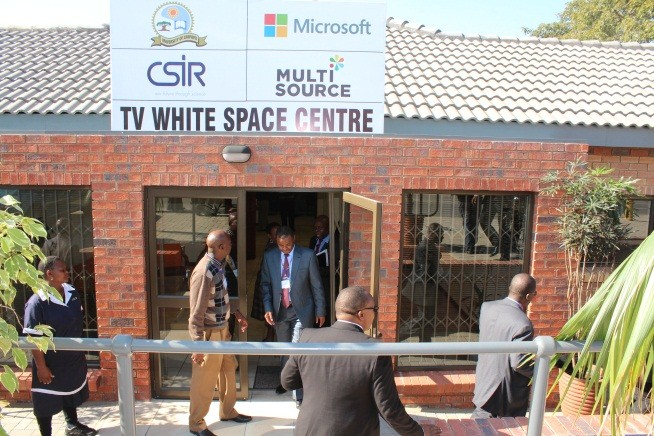 Microsoft
CSIR
MULTI
SOURCE
TV WHITE SPACE CENTRE